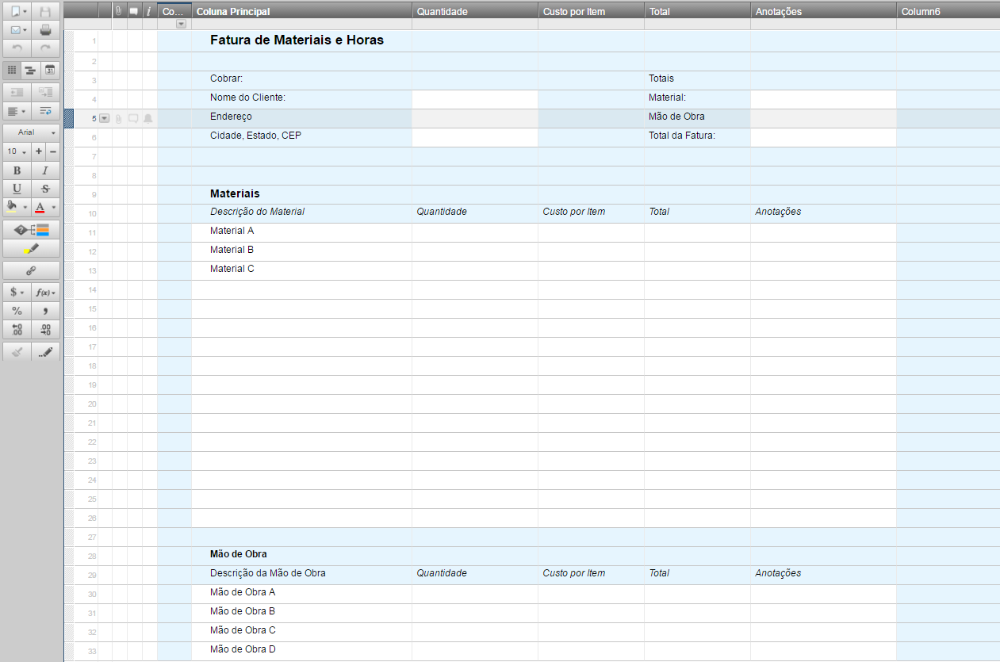 Co... Coluna Principal Quantidade Custo por Item Total Anotações Column6
1 Fatura de Materiais e Horas
2
3 Cobrar: Totais
4 Nome do Cliente: Material:
5 Endereço Mão de Obra
6 Cidade, Estado, CEP Total da Fatura:
7
8
9 Materiais
10 Descrição do Material Quantidade Custo por Item Total Anotações
11 Material A
12 Material B
13 Material C
14
15
16
17
18
19
20
21
22
23
24
25
26
27
28 Mão de Obra
29 Descrição da Mão de Obra Quantidade Custo por Item Total Anotações
30 Mão de Obra A
31 Mão de Obra B
32 Mão de Obra C
33 Mão de Obra D
31
Arial
10 + −
B I
U S
A
?
$ f(x)
% ,
.0 .00
.00 .0